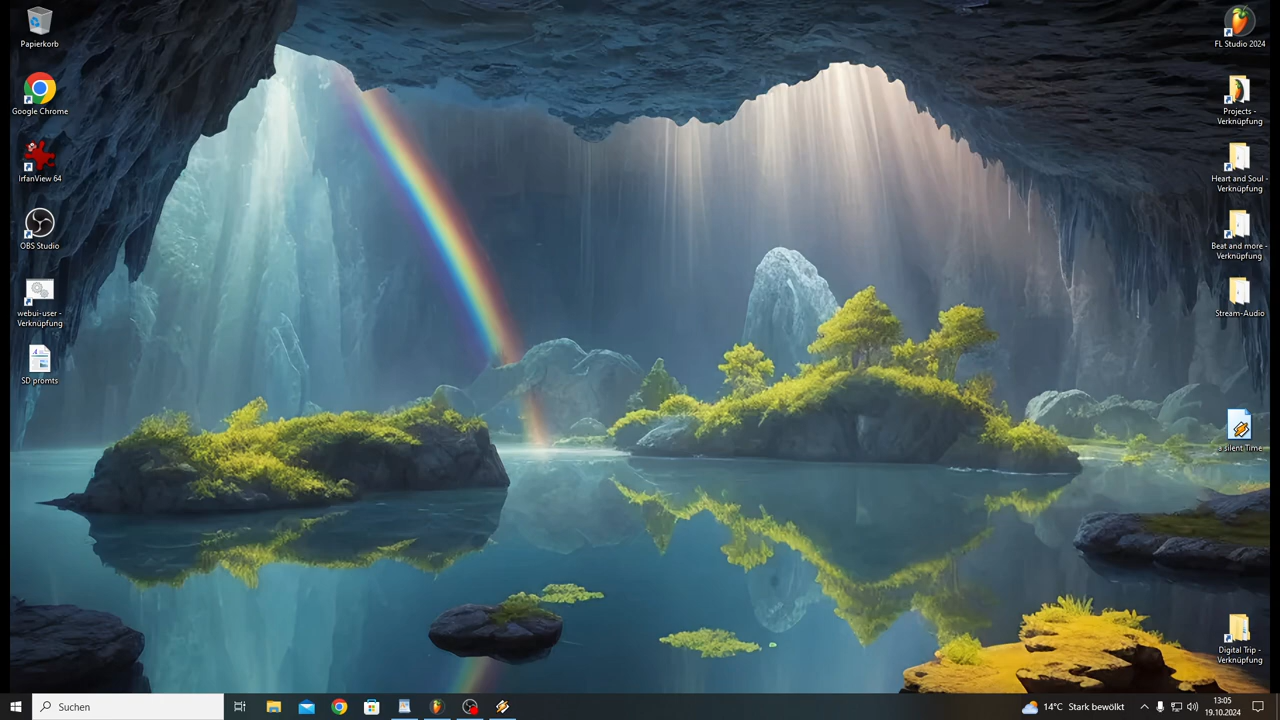 Papierkorb
Google Chrome
IrfanView 64
OBS Studio
webui-user -
Verknüpfung
SD promts
FL Studio 2024
Projects -
Verknüpfung
Heart and Soul -
Verknüpfung
Beat and more -
Verknüpfung
Stream-Audio
a silent Time
Digital Trip -
Verknüpfung
Suchen
14°C Stark bewölkt
13:05
19.10.2024